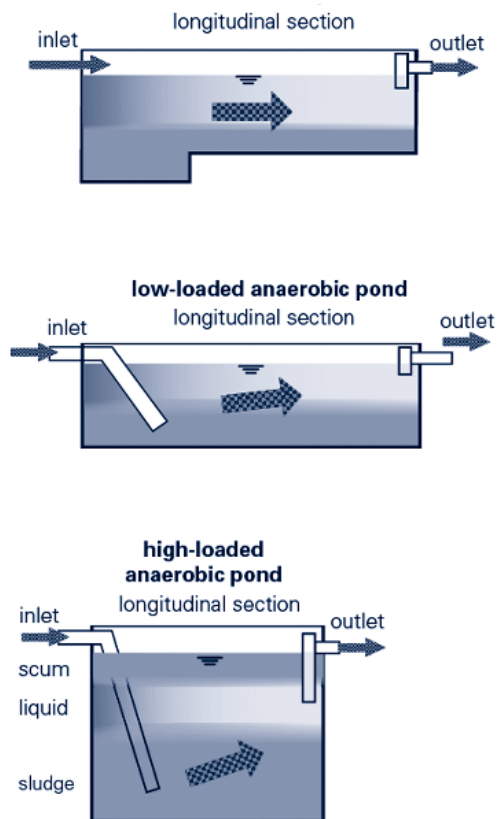 longitudinal section
inlet
outlet
low-loaded anaerobic pond
longitudinal section
inlet
outlet
high-loaded
anaerobic pond
longitudinal section
inlet
outlet
scum
liquid
sludge